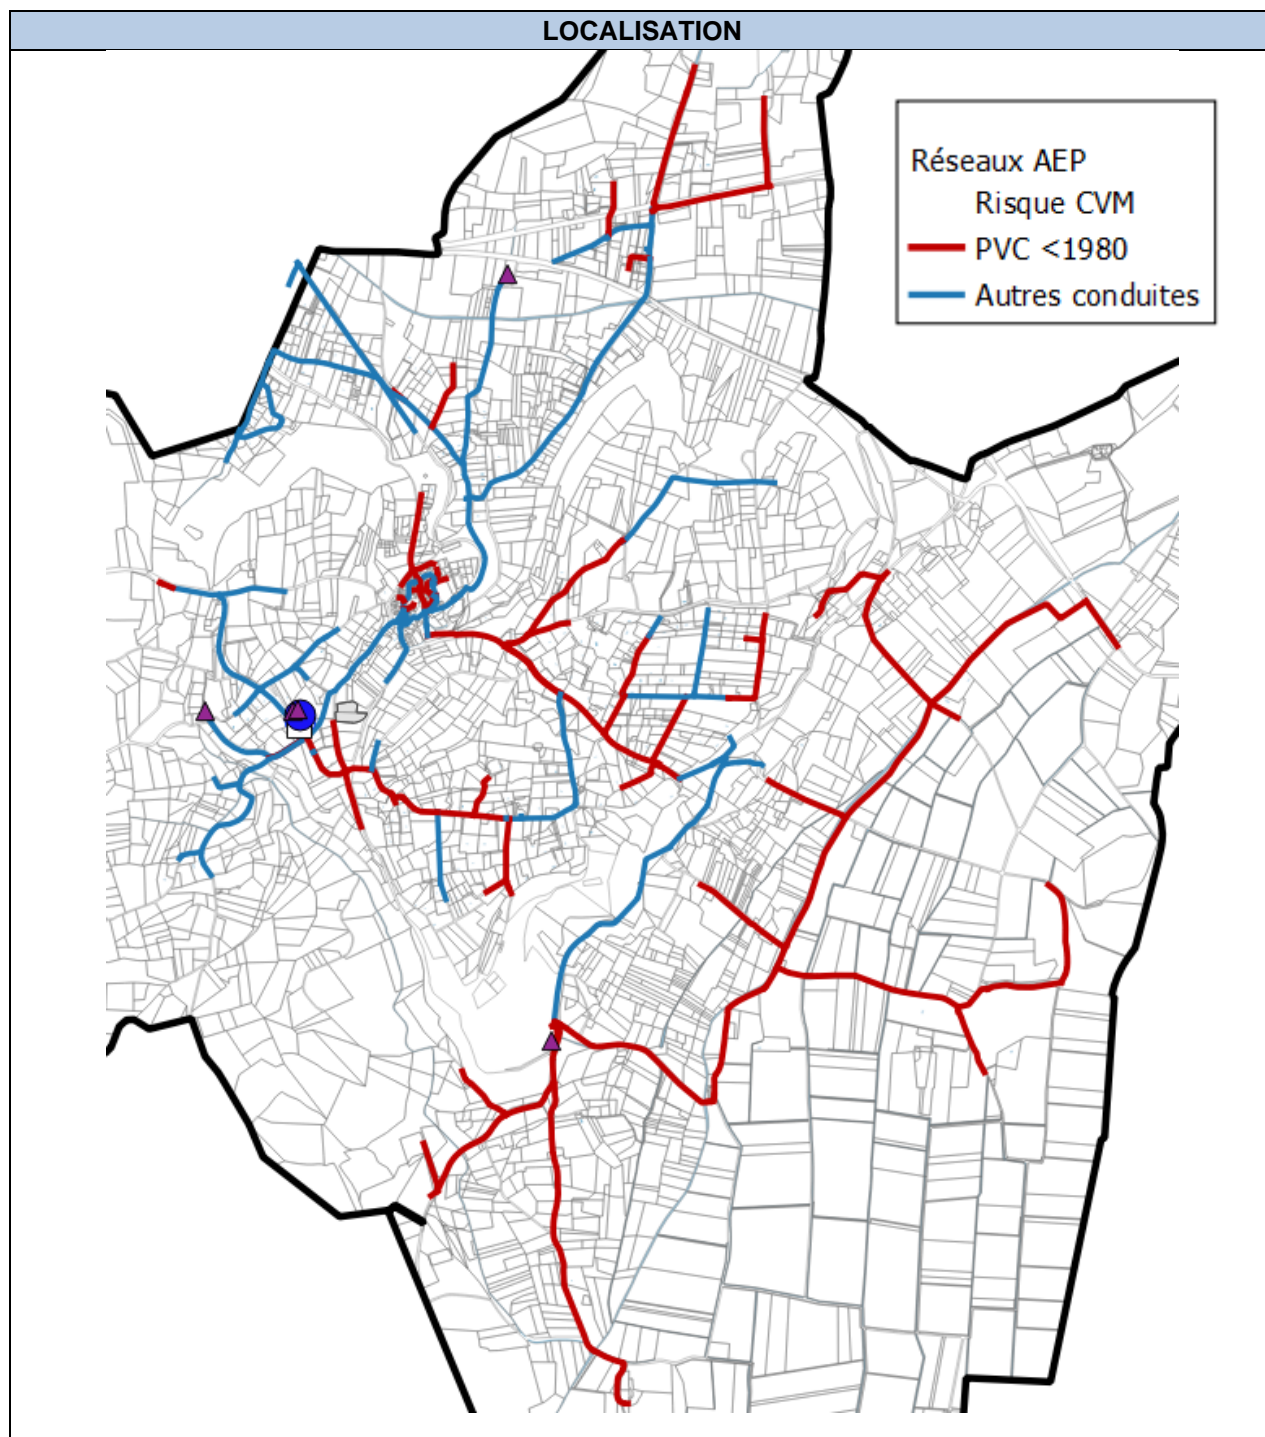 LOCALISATION
Réseaux AEP
Risque CVM
PVC <1980
Autres conduites